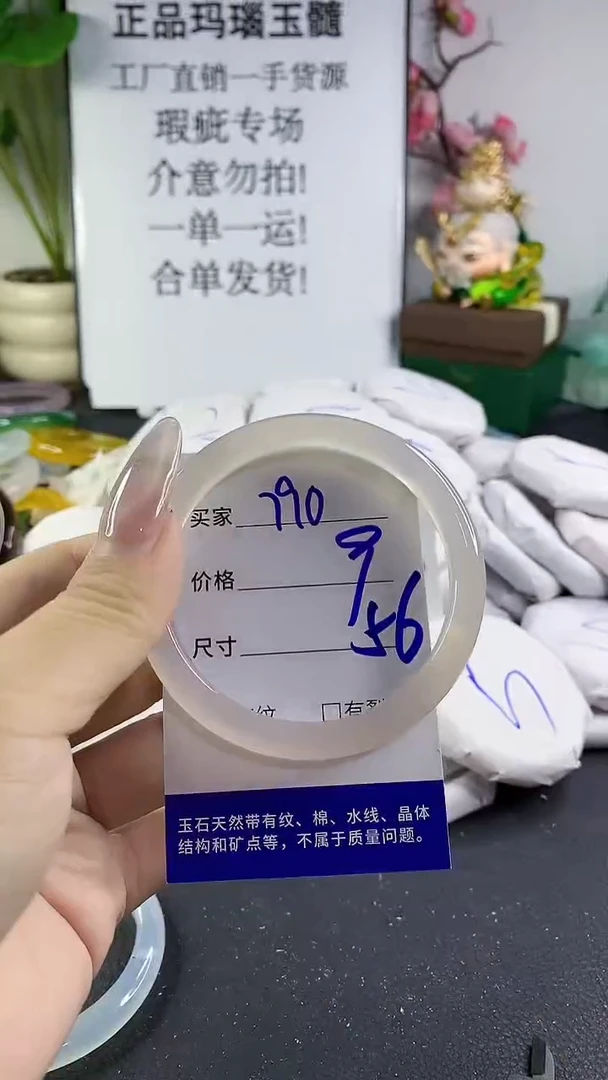 正品玛瑙玉髓
工厂直销一手货源
瑕疵专场
介意勿拍!
一单一运!
合单发货!
买家 790
价格 9
尺寸 56
纹 □有裂
玉石天然带有纹、棉、水线、晶体
结构和矿点等，不属于质量问题。